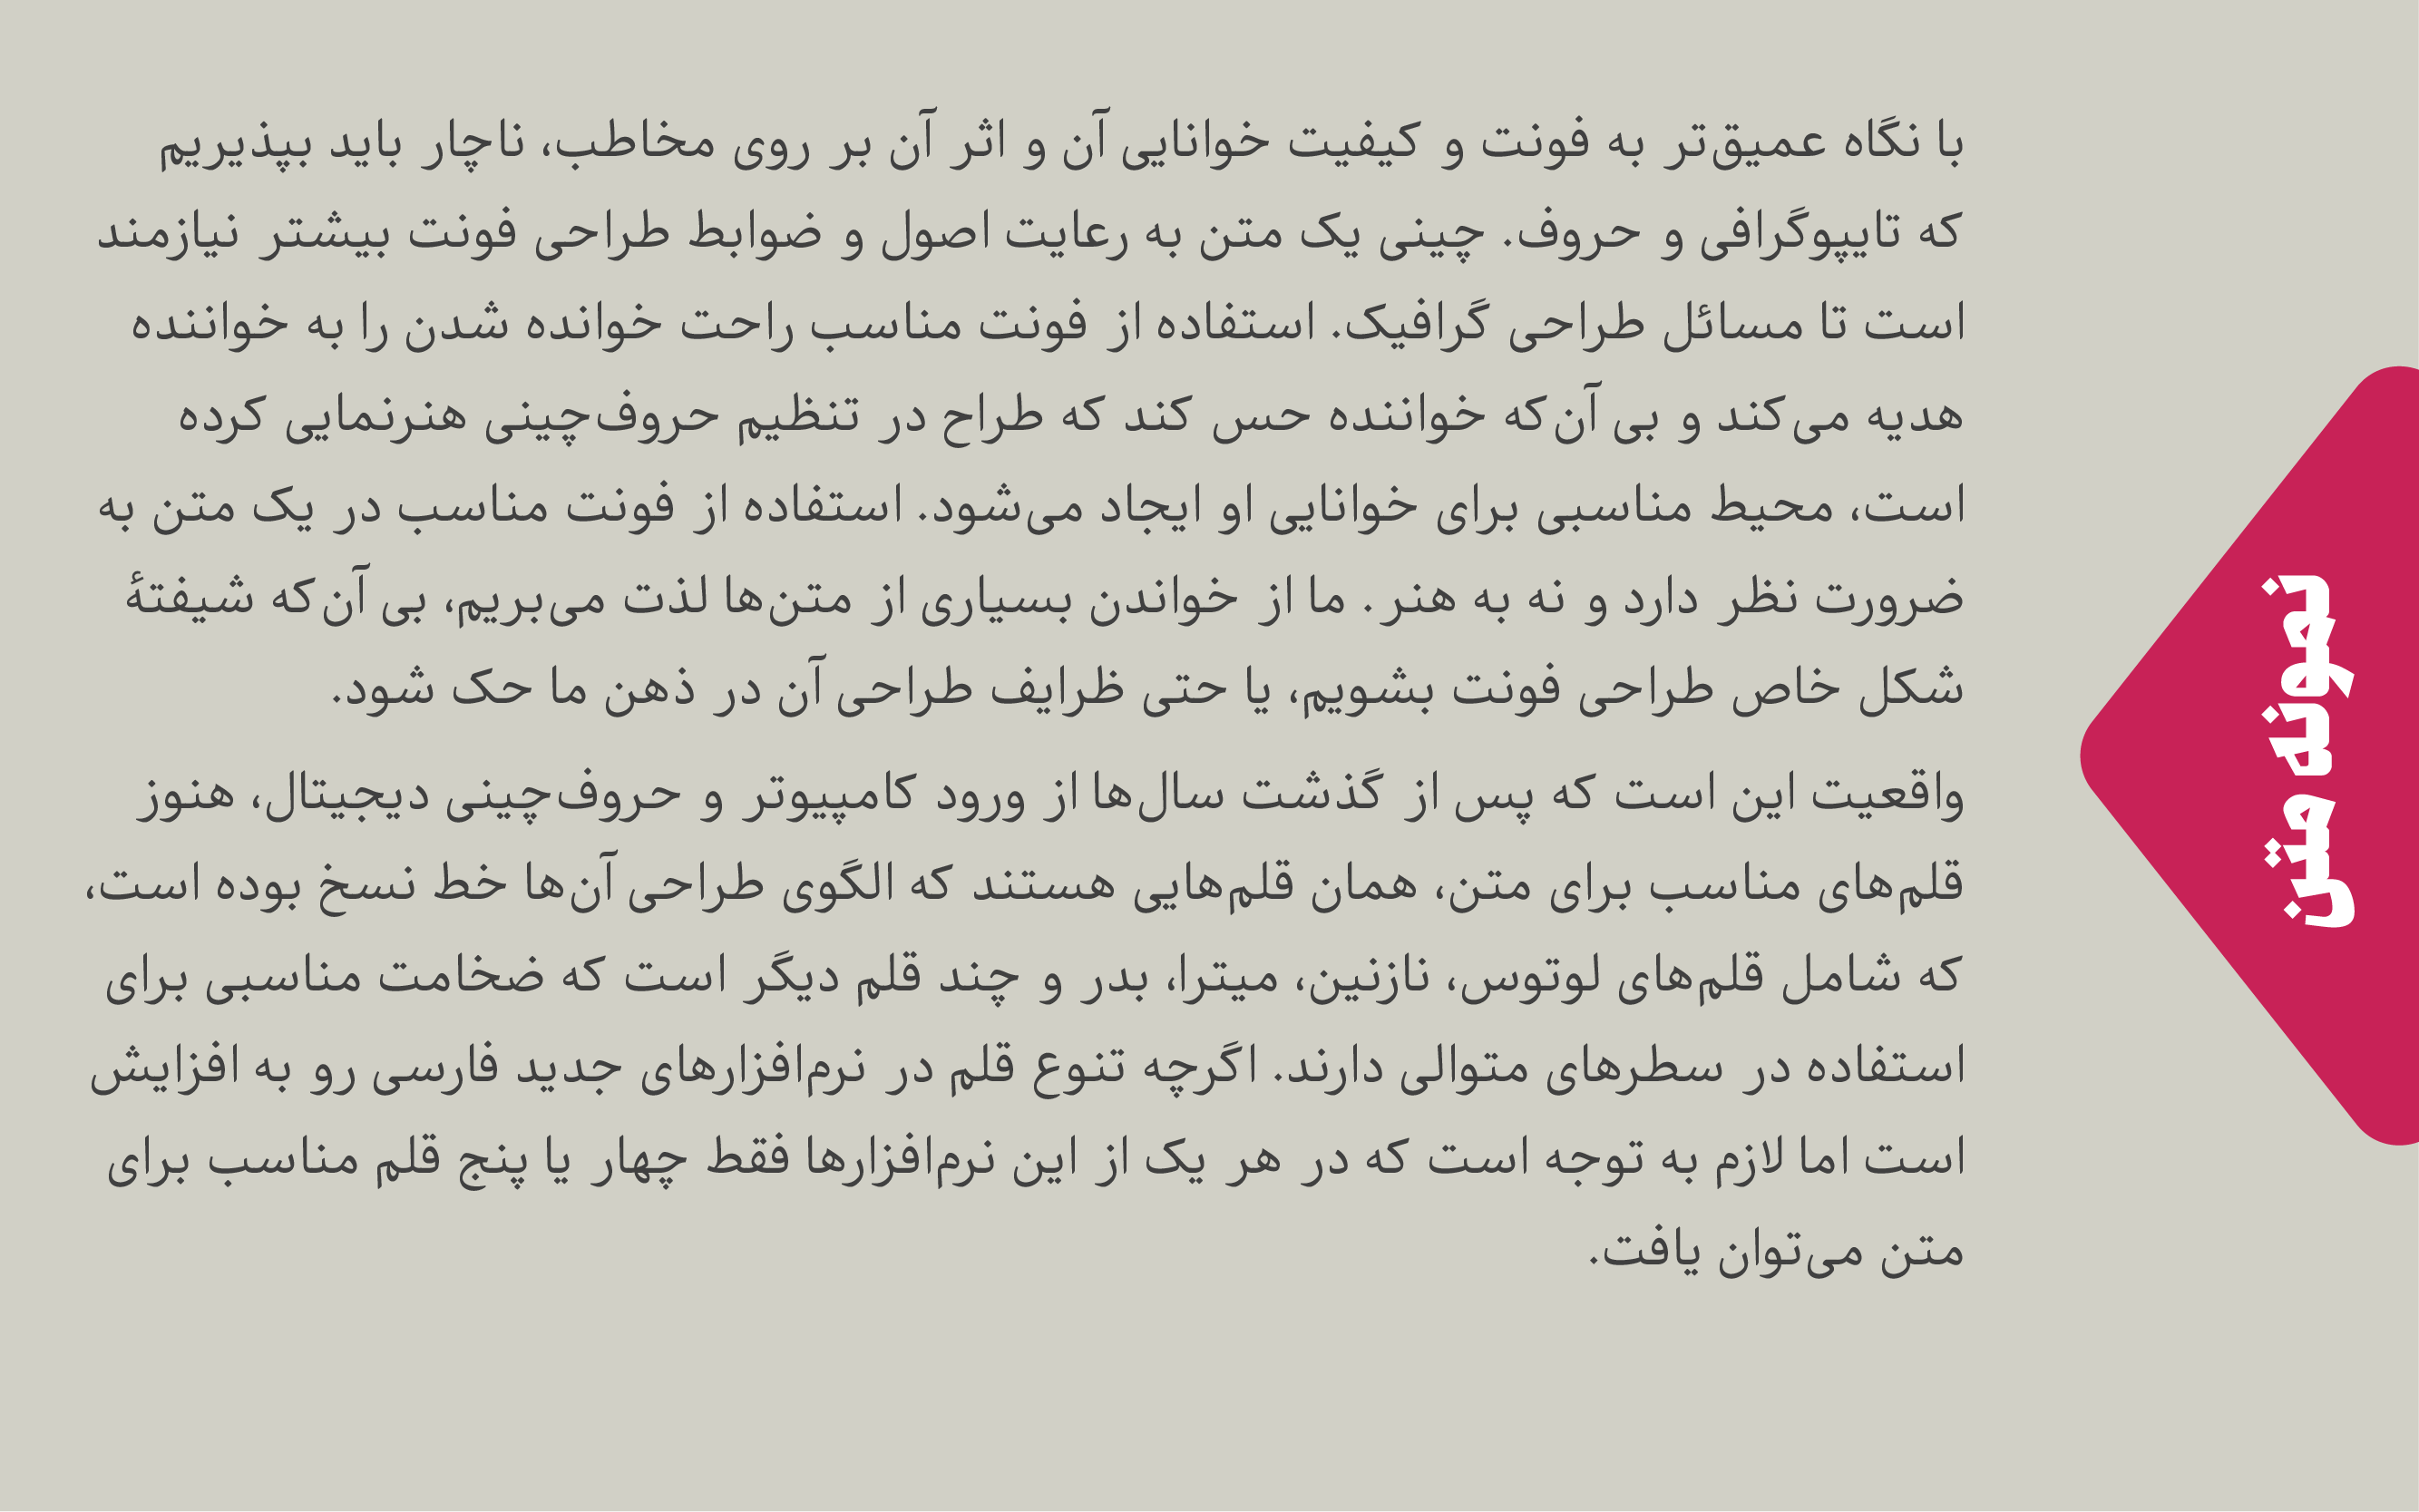 با نگاه عمیق‌تر به فونت و کیفیت خوانایی آن و اثر آن بر روی مخاطب، ناچار باید بپذیریم
که تایپوگرافی و حروف. چینی یک متن به رعایت اصول و ضوابط طراحی فونت بیشتر نیازمند
است تا مسائل طراحی گرافیک. استفاده از فونت مناسب راحت خوانده شدن را به خواننده
هدیه می‌کند و بی آن‌که خواننده حس کند که طراح در تنظیم حروف‌چینی هنرنمایی کرده
است، محیط مناسبی برای خوانایی او ایجاد می‌شود. استفاده از فونت مناسب در یک متن به
ضرورت نظر دارد و نه به هنر. ما از خواندن بسیاری از متن‌ها لذت می‌بریم، بی آن‌که شیفتهٔ
شکل خاص طراحی فونت بشویم، یا حتی ظرایف طراحی آن در ذهن ما حک شود.
واقعیت این است که پس از گذشت سال‌ها از ورود کامپیوتر و حروف‌چینی دیجیتال، هنوز
قلم‌های مناسب برای متن، همان قلم‌هایی هستند که الگوی طراحی آن‌ها خط نسخ بوده است،
که شامل قلم‌های لوتوس، نازنین، میترا، بدر و چند قلم دیگر است که ضخامت مناسبی برای
استفاده در سطرهای متوالی دارند. اگرچه تنوع قلم در نرم‌افزارهای جدید فارسی رو به افزایش
است اما لازم به توجه است که در هر یک از این نرم‌افزارها فقط چهار یا پنج قلم مناسب برای
متن می‌توان یافت.
نمونه متن